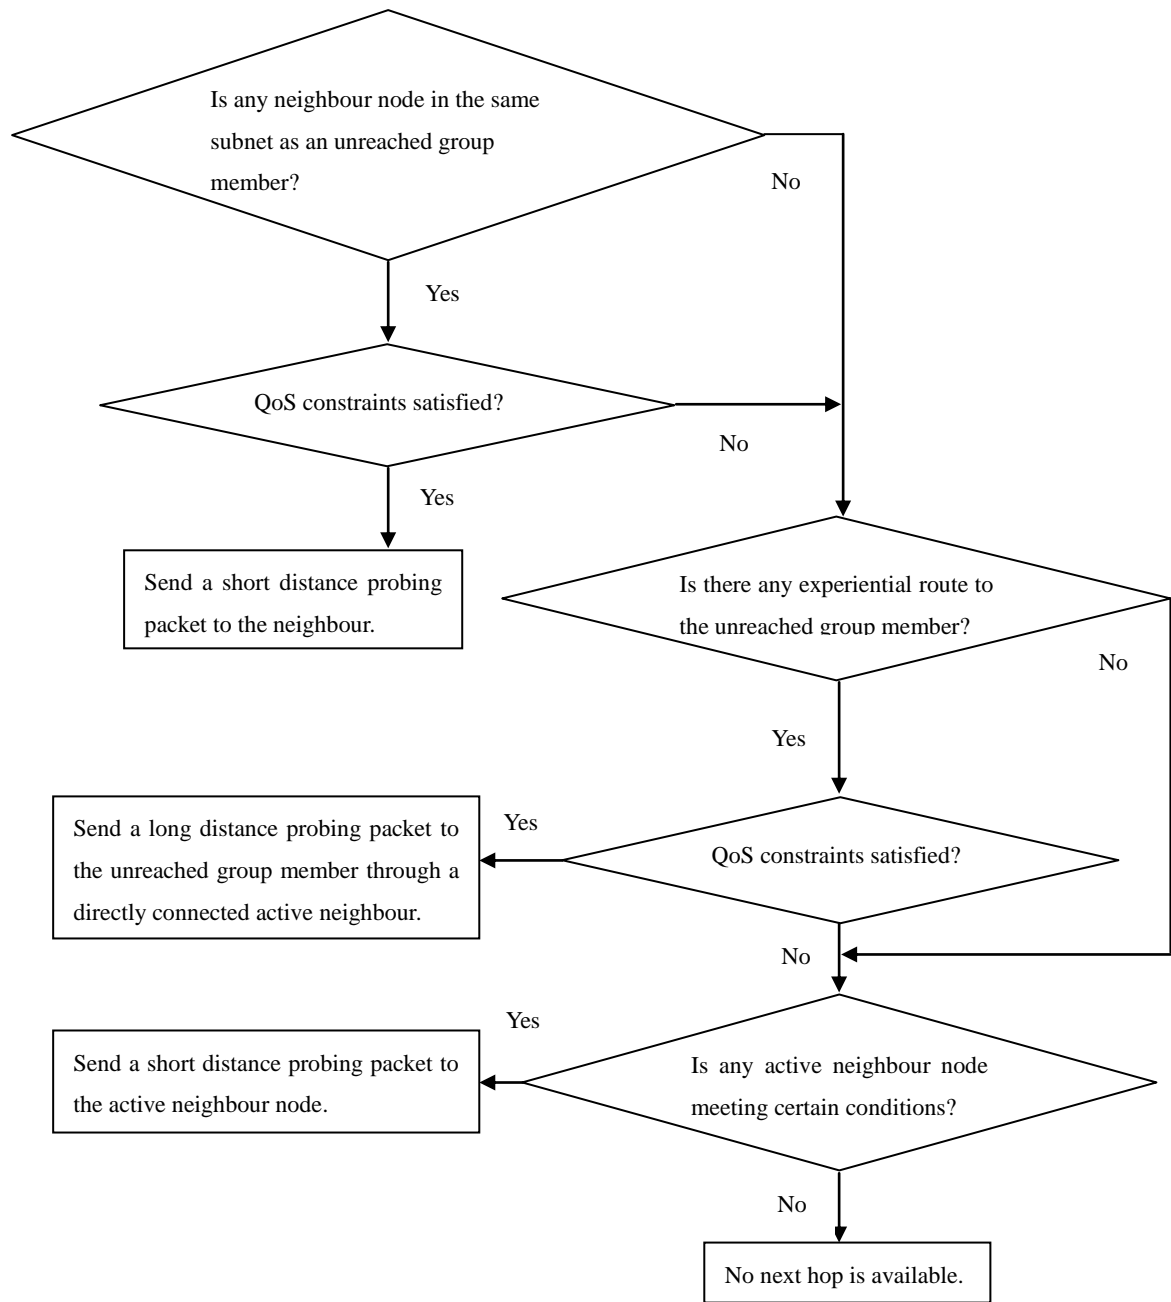 Is any neighbour node in the same
subnet as an unreached group
member?
No
Yes
QoS constraints satisfied?
No
Yes
Send a short distance probing
packet to the neighbour.
Is there any experiential route to
the unreached group member?
No
Yes
Send a long distance probing packet to
the unreached group member through a
directly connected active neighbour.
Yes
QoS constraints satisfied?
No
Yes
Send a short distance probing packet to
the active neighbour node.
Is any active neighbour node
meeting certain conditions?
No
No next hop is available.